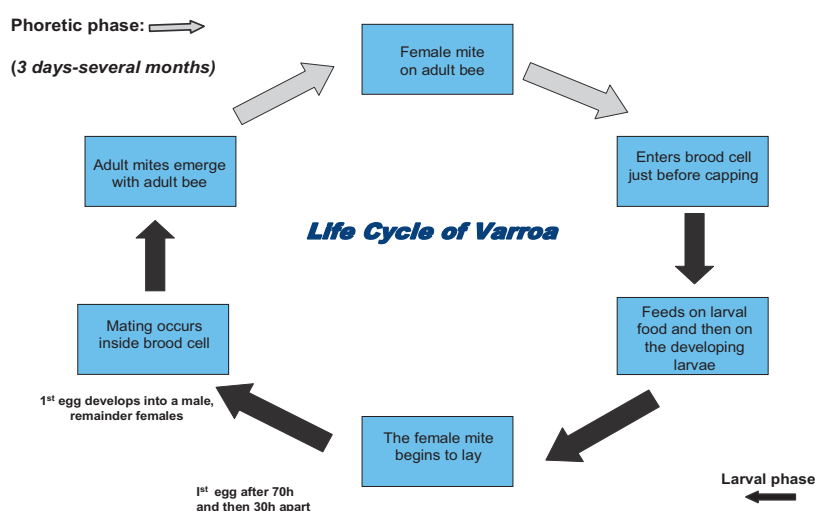 Phoretic phase:
(3 days-several months)
Female mite
on adult bee
Enters brood cell
just before capping
Feeds on larval
food and then on
the developing
larvae
The female mite
begins to lay
Ist egg after 70h
and then 30h apart
Mating occurs
inside brood cell
1st egg develops into a male,
remainder females
Adult mites emerge
with adult bee
Life Cycle of Varroa
Larval phase